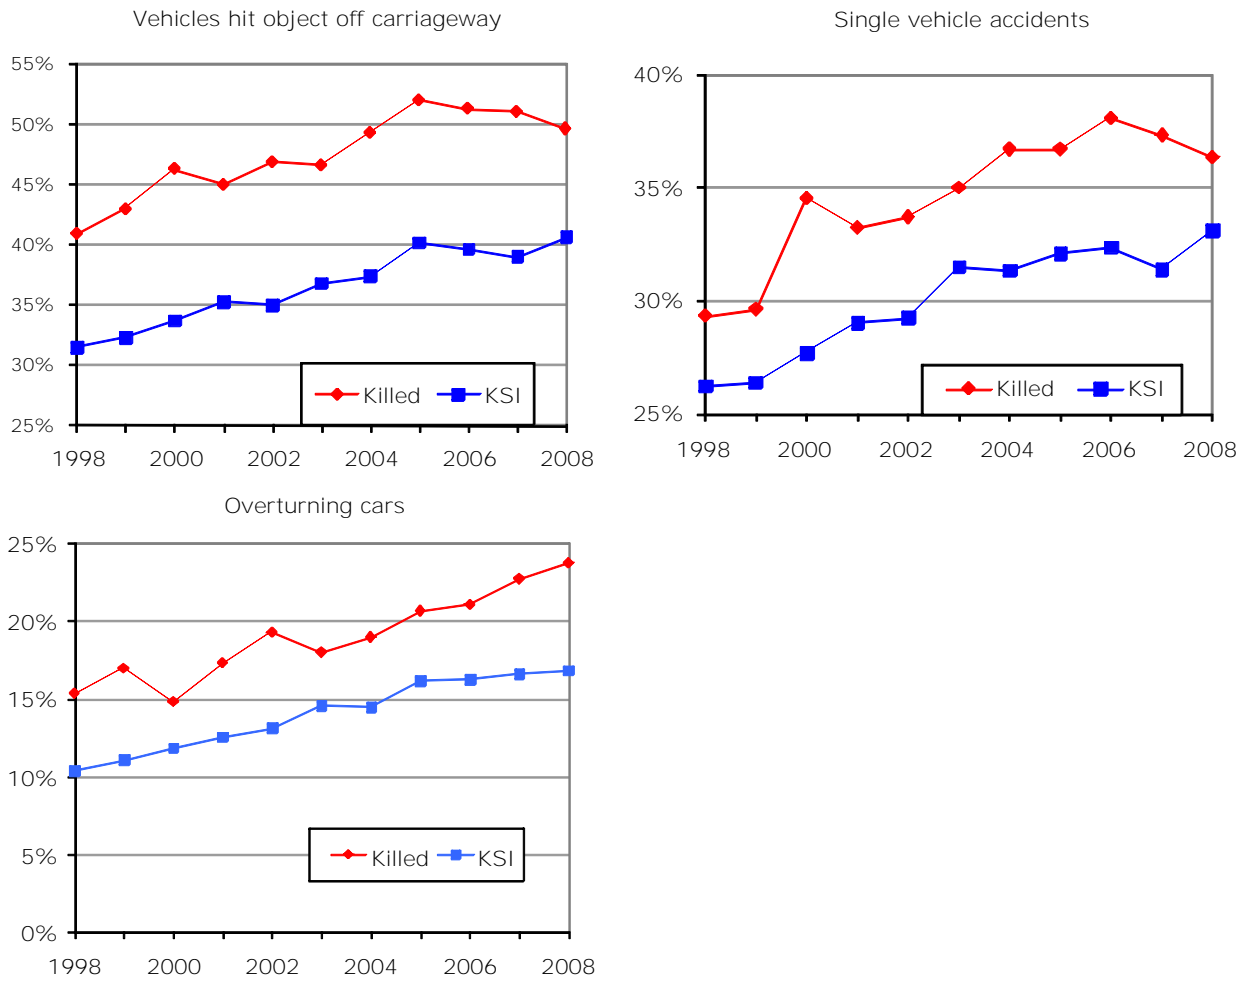 Vehicles hit object off carriageway
55%
50%
45%
40%
35%
30%
25%
Killed KSI
1998 2000 2002 2004 2006 2008
Single vehicle accidents
40%
35%
30%
25%
Killed KSI
1998 2000 2002 2004 2006 2008
Overturning cars
25%
20%
15%
10%
5%
0%
Killed KSI
1998 2000 2002 2004 2006 2008